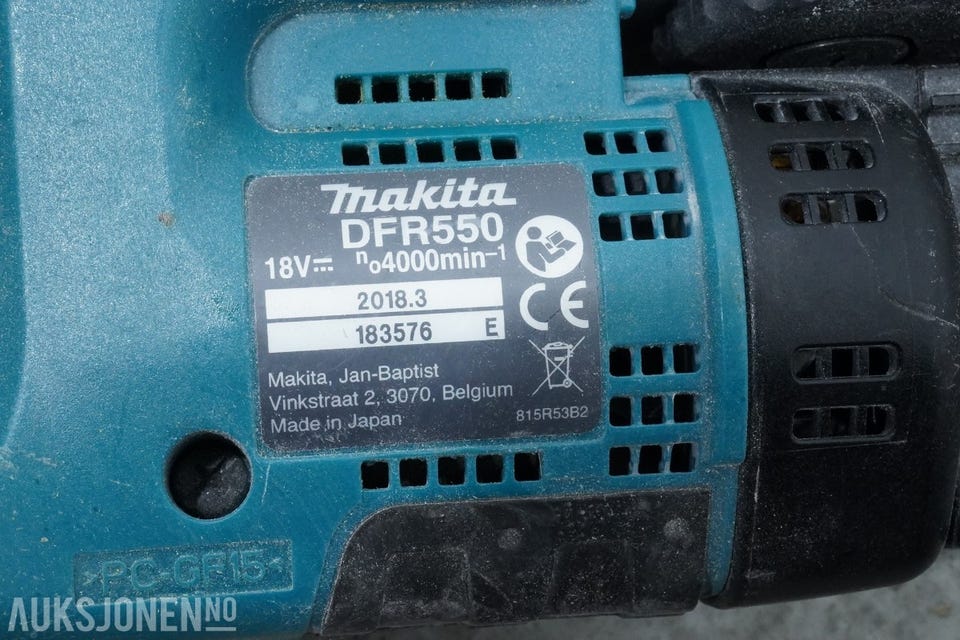 makita
DFR550
18V⎓ n₀4000min⁻¹
2018.3
183576 E
CE
Makita, Jan-Baptist
Vinkstraat 2, 3070, Belgium
Made in Japan
815R53B2
>PC-GF15<
AUKSJONEN.NO